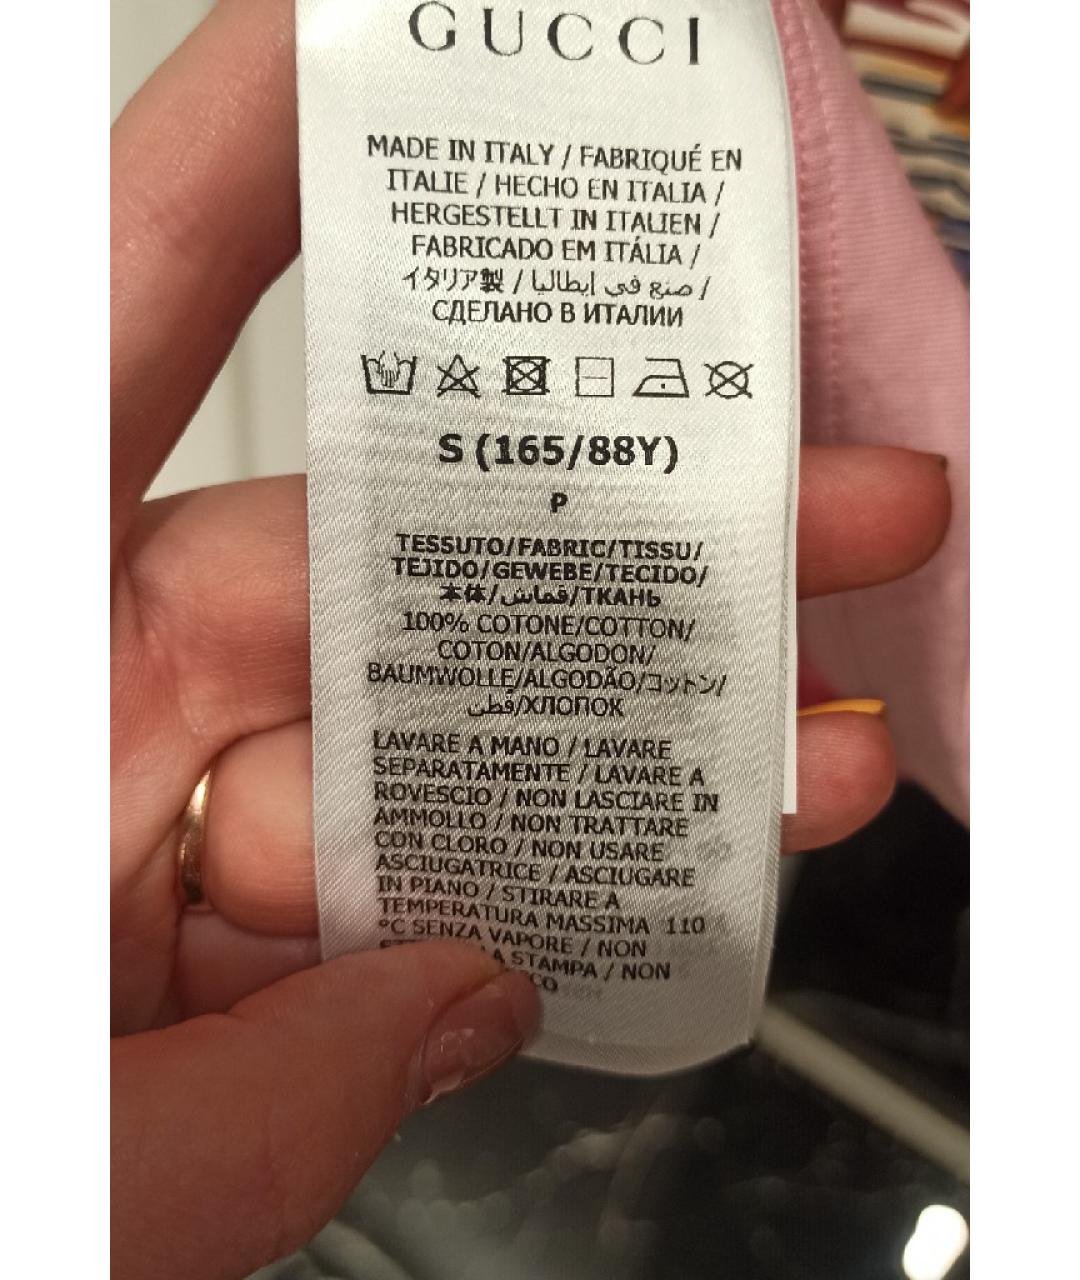 GUCCI
MADE IN ITALY / FABRIQUÉ EN
ITALIE / HECHO EN ITALIA /
HERGESTELLT IN ITALIEN /
FABRICADO EM ITÁLIA /
イタリア製 / صنع في إيطاليا /
СДЕЛАНО В ИТАЛИИ
S (165/88Y)
P
TESSUTO/FABRIC/TISSU/
TEJIDO/GEWEBE/TECIDO/
本体/قماش/ТКАНЬ
100% COTONE/COTTON/
COTON/ALGODON/
BAUMWOLLE/ALGODÃO/コットン/
قطن/ХЛОПОК
LAVARE A MANO / LAVARE
SEPARATAMENTE / LAVARE A
ROVESCIO / NON LASCIARE IN
AMMOLLO / NON TRATTARE
CON CLORO / NON USARE
ASCIUGATRICE / ASCIUGARE
IN PIANO / STIRARE A
TEMPERATURA MASSIMA 110
°C SENZA VAPORE / NON
A STAMPA / NON
CO